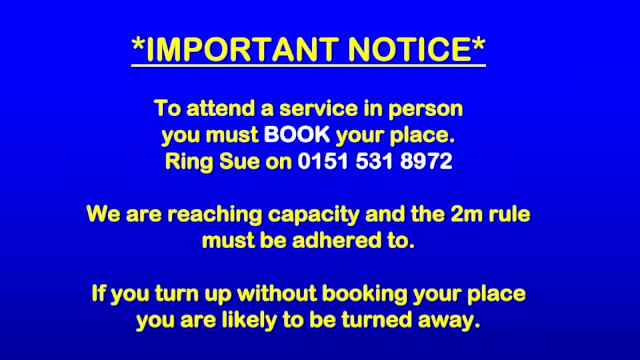 *IMPORTANT NOTICE*
To attend a service in person
you must BOOK your place.
Ring Sue on 0151 531 8972
We are reaching capacity and the 2m rule
must be adhered to.
If you turn up without booking your place
you are likely to be turned away.